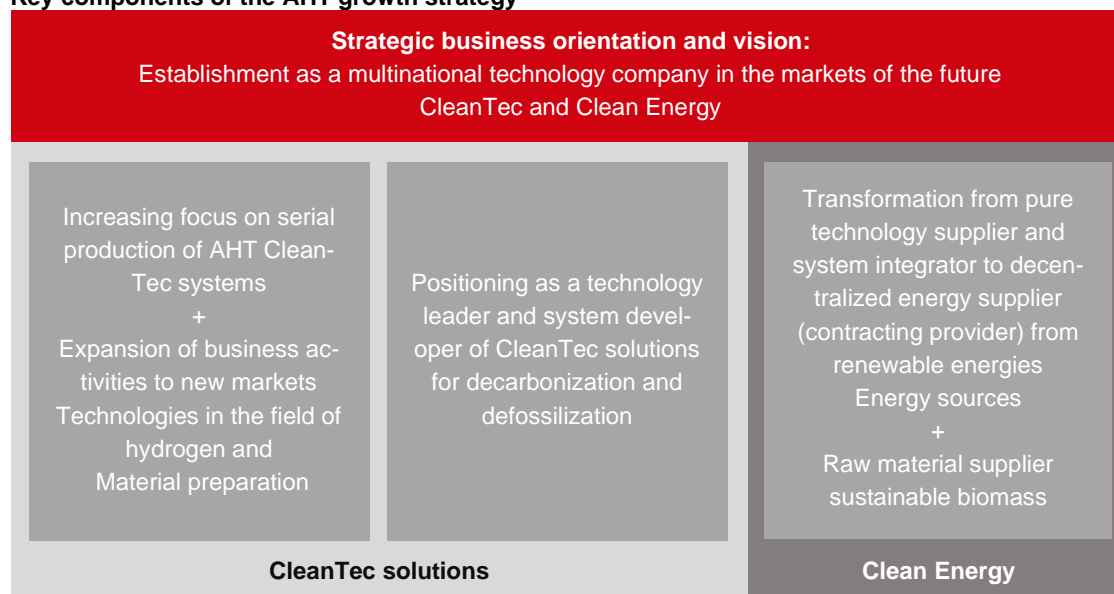 Key components of the AHT growth strategy
Strategic business orientation and vision:
Establishment as a multinational technology company in the markets of the future
CleanTec and Clean Energy
Increasing focus on serial
production of AHT Clean-
Tec systems
+
Expansion of business ac-
tivities to new markets
Technologies in the field of
hydrogen and
Material preparation
Positioning as a technology
leader and system devel-
oper of CleanTec solutions
for decarbonization and
defossilization
CleanTec solutions
Transformation from pure
technology supplier and
system integrator to decen-
tralized energy supplier
(contracting provider) from
renewable energies
Energy sources
+
Raw material supplier
sustainable biomass
Clean Energy